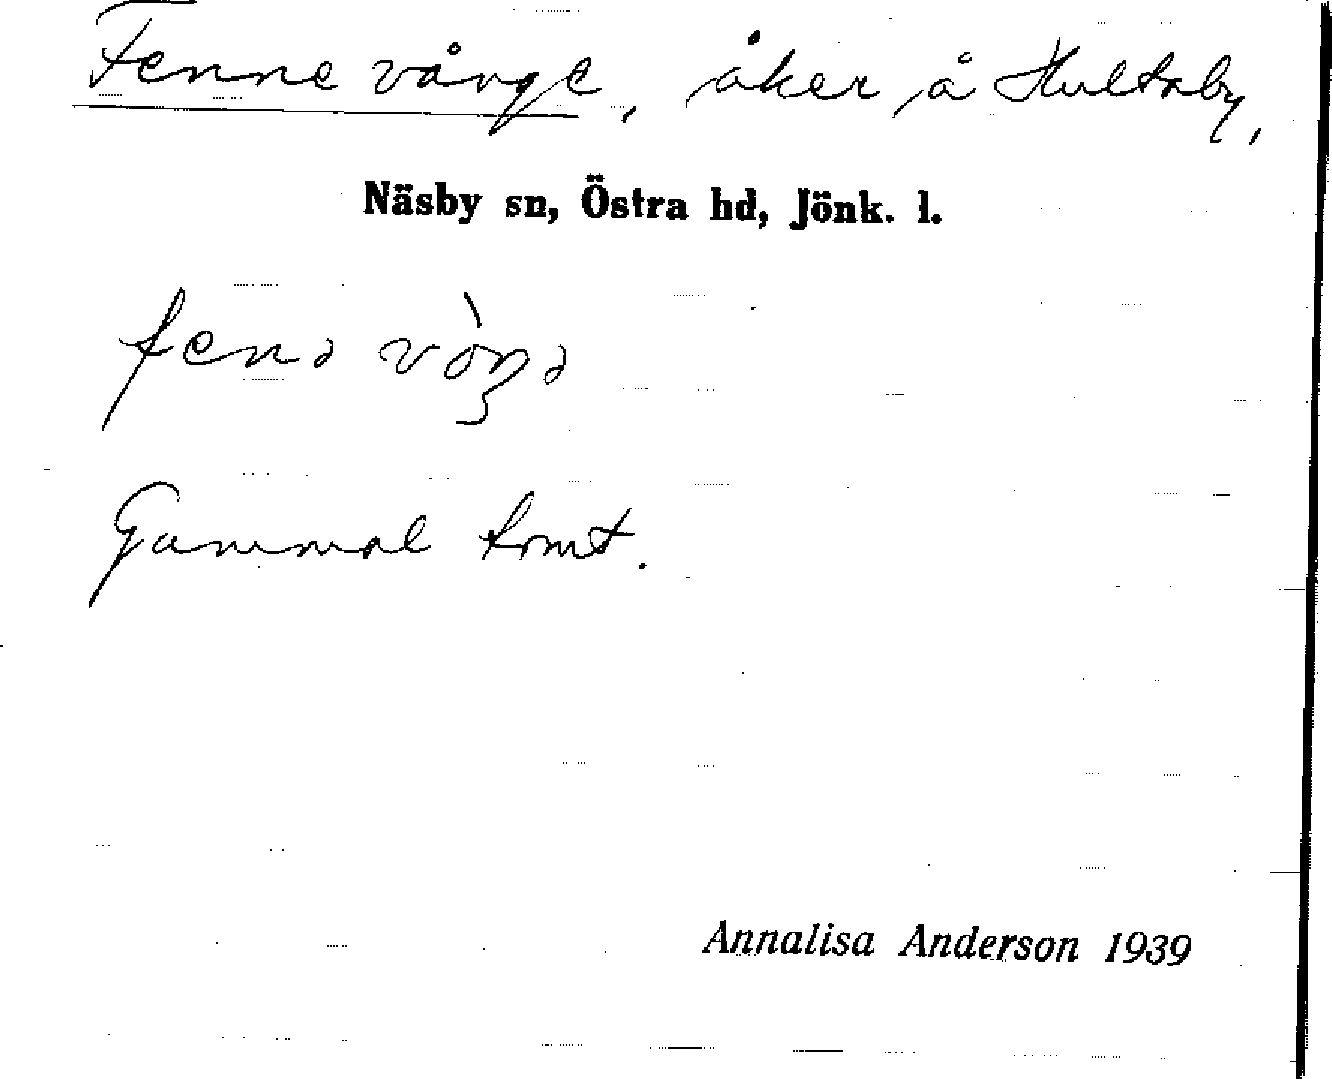 Fenne vånge, åker å Hultaby,
Näsby sn, Östra hd, Jönk. l.
fenə vòŋə
Gammal tomt.
Annalisa Anderson 1939